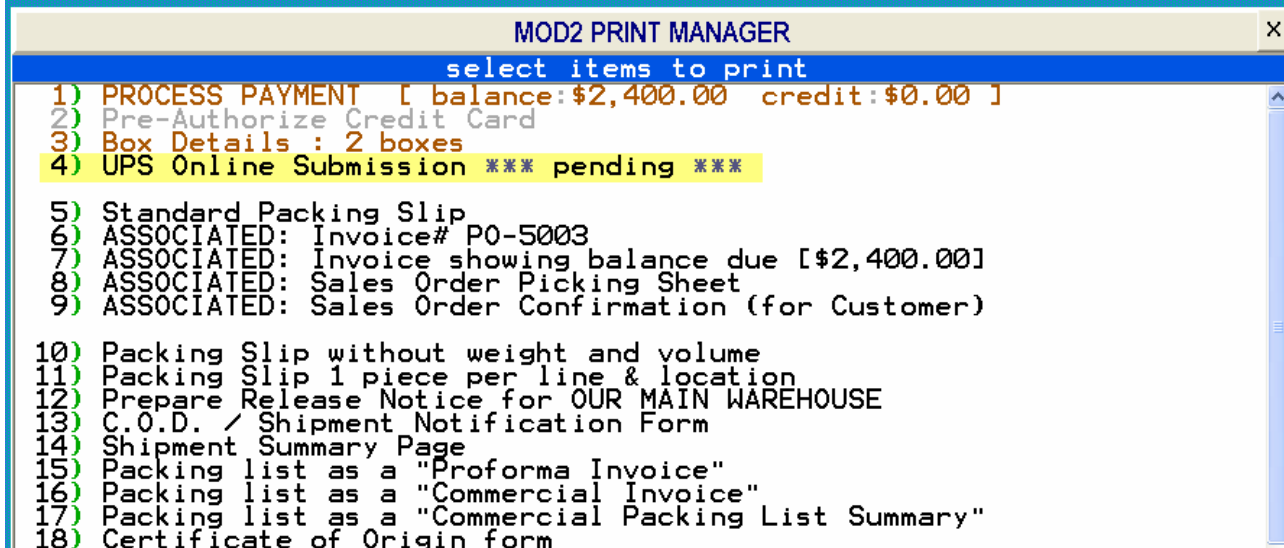 MOD2 PRINT MANAGER
X
select items to print
1) PROCESS PAYMENT [ balance:$2,400.00 credit:$0.00 ]
2) Pre-Authorize Credit Card
3) Box Details : 2 boxes
4) UPS Online Submission *** pending ***
5) Standard Packing Slip
6) ASSOCIATED: Invoice# PO-5003
7) ASSOCIATED: Invoice showing balance due [$2,400.00]
8) ASSOCIATED: Sales Order Picking Sheet
9) ASSOCIATED: Sales Order Confirmation (for Customer)
10) Packing Slip without weight and volume
11) Packing Slip 1 piece per line & location
12) Prepare Release Notice for OUR MAIN WAREHOUSE
13) C.O.D. / Shipment Notification Form
14) Shipment Summary Page
15) Packing list as a "Proforma Invoice"
16) Packing list as a "Commercial Invoice"
17) Packing list as a "Commercial Packing List Summary"
18) Certificate of Origin form